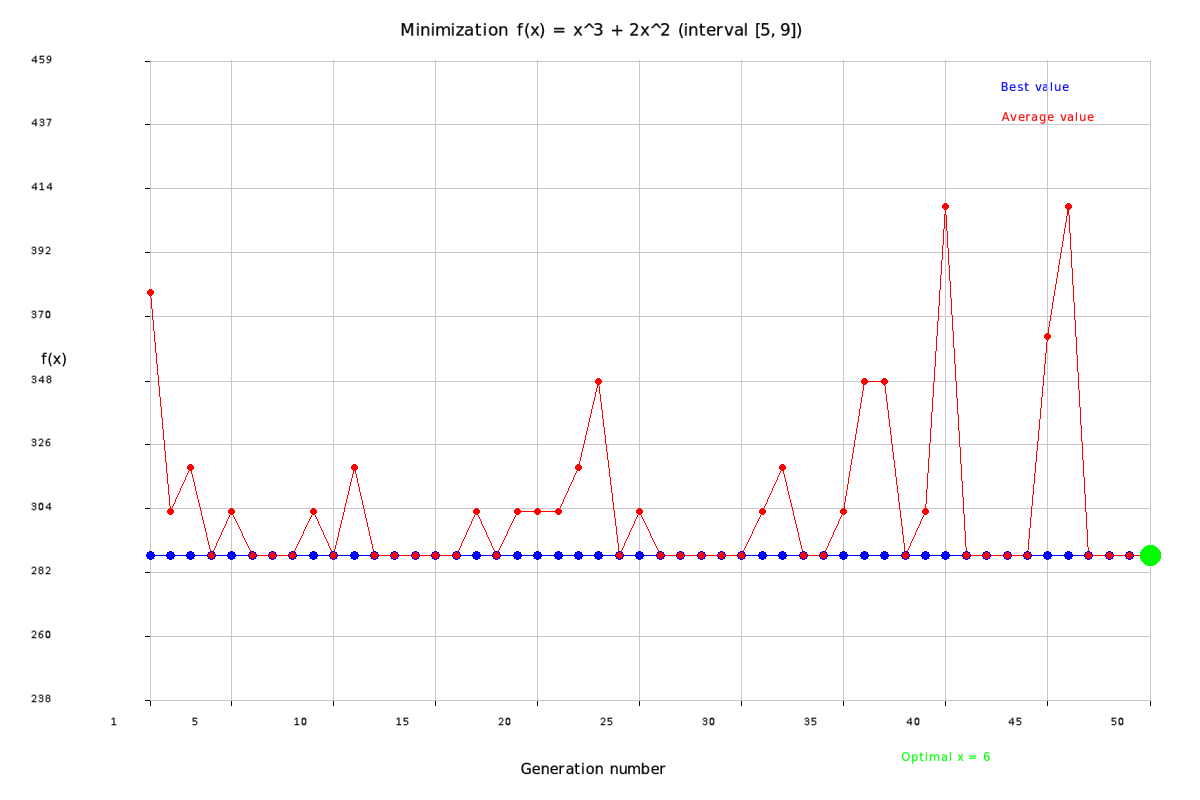 Minimization f(x) = x^3 + 2x^2 (interval [5, 9])
459
Best value
Average value
437
414
392
370
f(x)
348
326
304
282
260
238
1 5 10 15 20 25 30 35 40 45 50
Optimal x = 6
Generation number